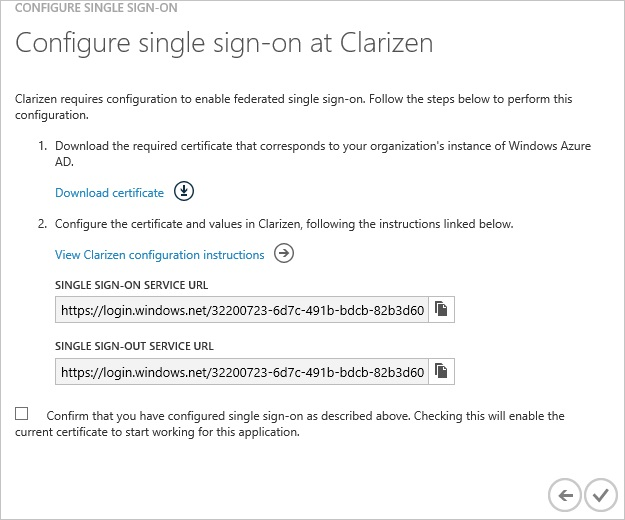 CONFIGURE SINGLE SIGN-ON
Configure single sign-on at Clarizen
Clarizen requires configuration to enable federated single sign-on. Follow the steps below to perform this
configuration.
1. Download the required certificate that corresponds to your organization's instance of Windows Azure
AD.
Download certificate
2. Configure the certificate and values in Clarizen, following the instructions linked below.
View Clarizen configuration instructions
SINGLE SIGN-ON SERVICE URL
https://login.windows.net/32200723-6d7c-491b-bdcb-82b3d60
SINGLE SIGN-OUT SERVICE URL
https://login.windows.net/32200723-6d7c-491b-bdcb-82b3d60
Confirm that you have configured single sign-on as described above. Checking this will enable the
current certificate to start working for this application.